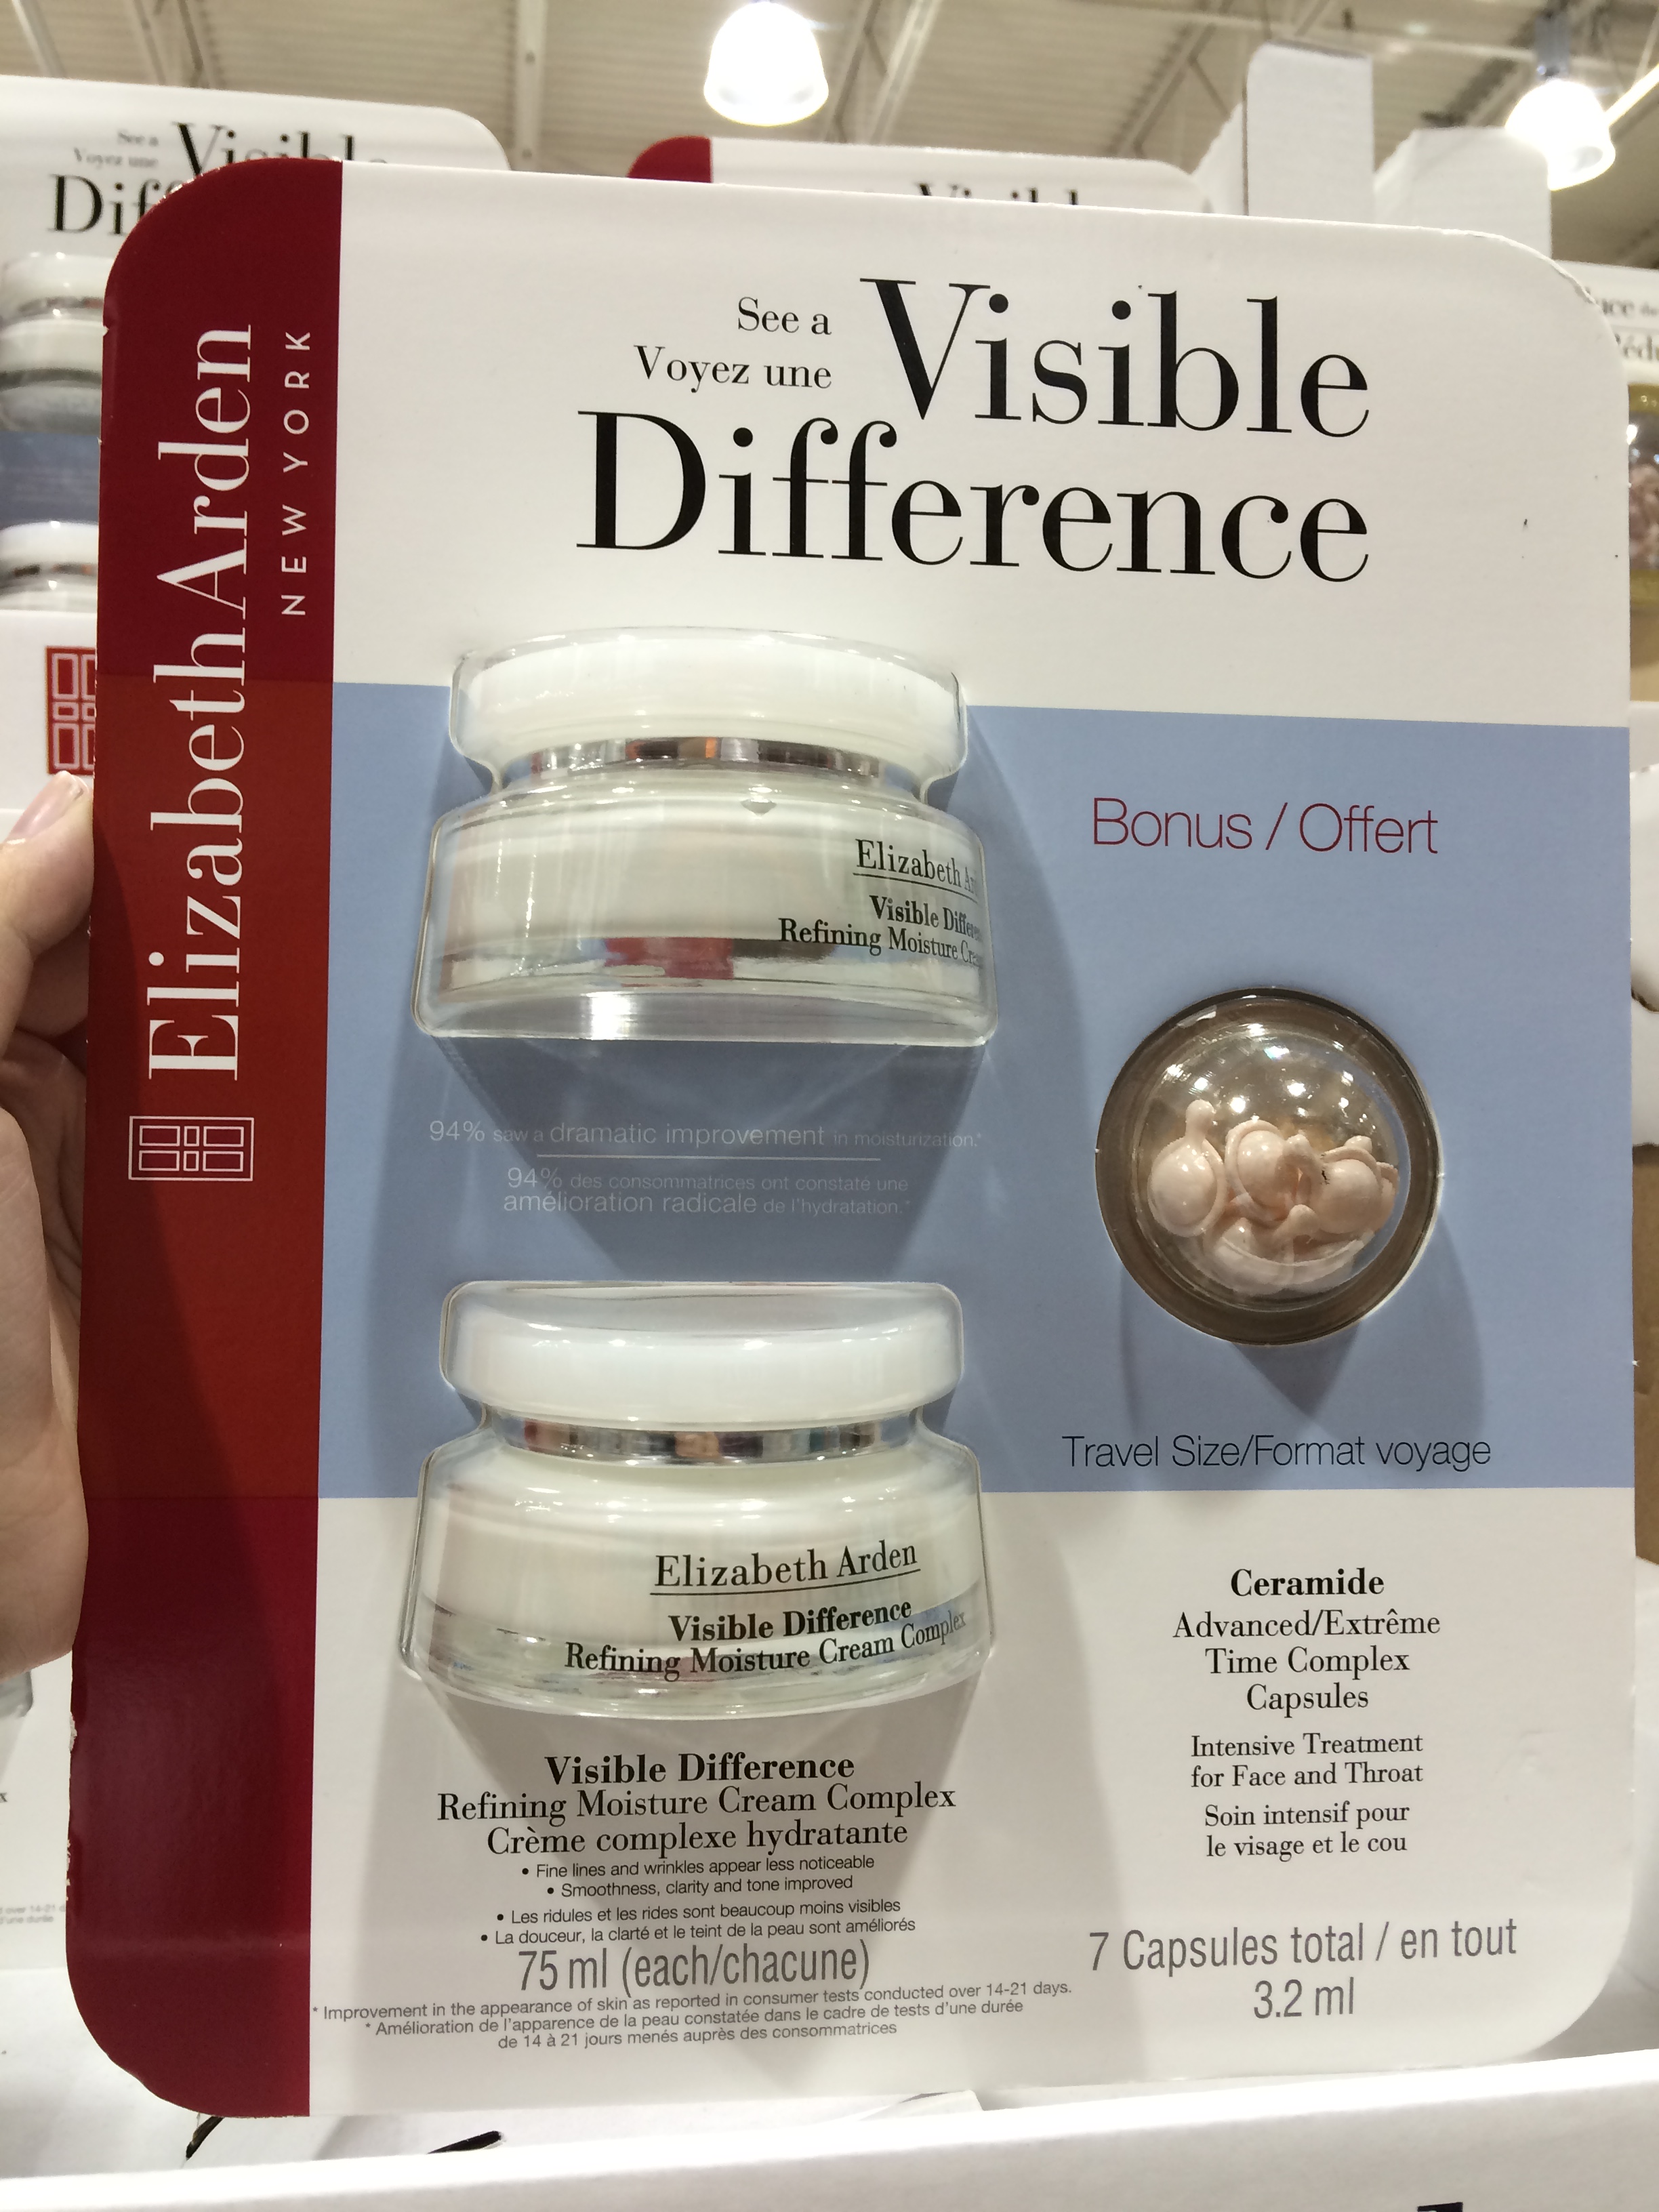 See a
Voyez une
Visible
Difference
Elizabeth Arden
NEW YORK
Bonus / Offert
Elizabeth
Visible
Refining Moisture
94% saw a dramatic improvement in moisturization.*
94% des consommatrices ont constaté une
amélioration radicale de l'hydratation.*
Travel Size/Format voyage
Elizabeth Arden
Visible Difference
Refining Moisture Cream Complex
Visible Difference
Refining Moisture Cream Complex
Crème complexe hydratante
• Fine lines and wrinkles appear less noticeable
• Smoothness, clarity and tone improved
• Les ridules et les rides sont beaucoup moins visibles
• La douceur, la clarté et le teint de la peau sont améliorés
75 ml (each/chacune)
* Improvement in the appearance of skin as reported in consumer tests conducted over 14-21 days.
* Amélioration de l'apparence de la peau constatée dans le cadre de tests d'une durée
de 14 à 21 jours menés auprès des consommatrices
Ceramide
Advanced/Extrême
Time Complex
Capsules
Intensive Treatment
for Face and Throat
Soin intensif pour
le visage et le cou
7 Capsules total / en tout
3.2 ml
See a
Voyez une
Visible